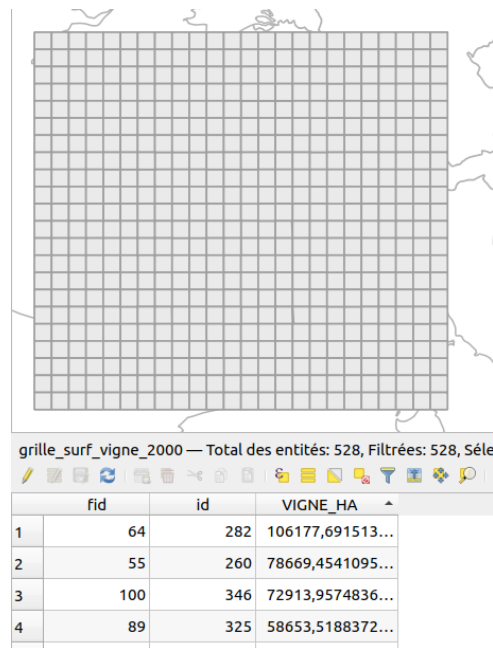 grille_surf_vigne_2000 — Total des entités: 528, Filtrées: 528, Séle
fid id VIGNE_HA
1 64 282 106177,691513...
2 55 260 78669,4541095...
3 100 346 72913,9574836...
4 89 325 58653,5188372...